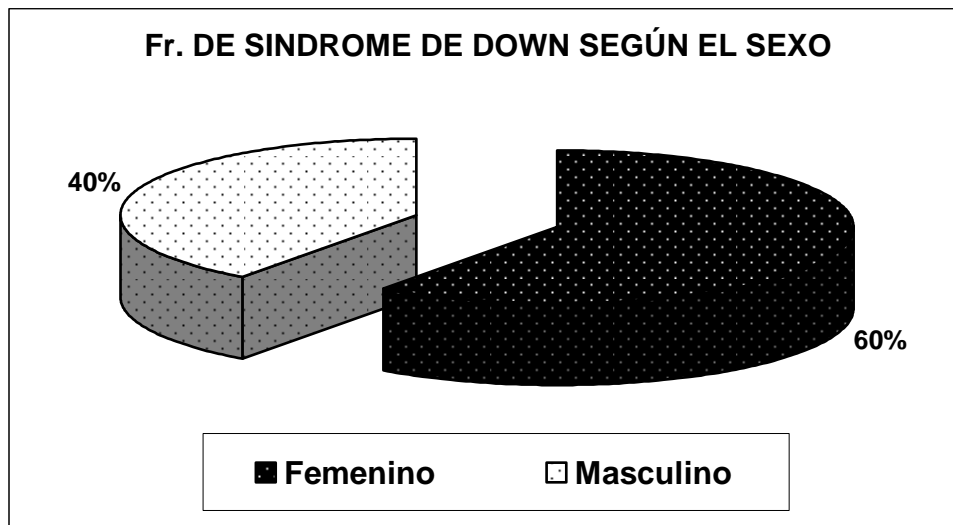 Fr. DE SINDROME DE DOWN SEGÚN EL SEXO
40%
60%
Femenino
Masculino